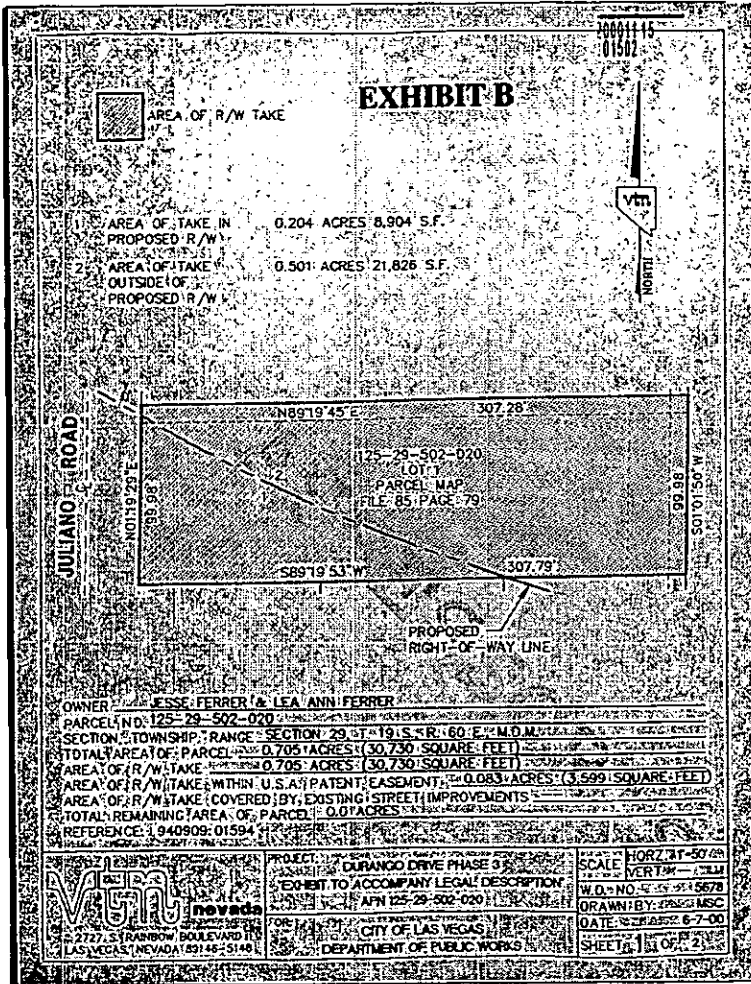 20001115
01502
EXHIBIT B
AREA OF R/W TAKE
1 AREA OF TAKE IN 0.204 ACRES 8,904 S.F.
PROPOSED R/W
2 AREA OF TAKE 0.501 ACRES 21,826 S.F.
OUTSIDE OF
PROPOSED R/W
vtn
NORTH
JULIANO ROAD
N89°19'45"E 307.28'
N01°19'29"E
99.99'
125-29-502-020
LOT 1
PARCEL MAP
FILE 85 PAGE 79
99.98'
S01°01'50"W
2
1
S89°19'53"W 307.79'
PROPOSED
RIGHT-OF-WAY LINE
OWNER JESSE FERRER & LEA ANN FERRER
PARCEL NO. 125-29-502-020
SECTION TOWNSHIP RANGE SECTION 29, T 19 S, R 60 E, M.D.M.
TOTAL AREA OF PARCEL 0.705 ACRES (30,730 SQUARE FEET)
AREA OF R/W TAKE 0.705 ACRES (30,730 SQUARE FEET)
AREA OF R/W TAKE WITHIN U.S.A. PATENT EASEMENT 0.083 ACRES (3,599 SQUARE FEET)
AREA OF R/W TAKE COVERED BY EXISTING STREET IMPROVEMENTS
TOTAL REMAINING AREA OF PARCEL 0.0 ACRES
REFERENCE: 940909:01594
vtn nevada
2727 S. RAINBOW BOULEVARD
LAS VEGAS, NEVADA 89146-5148
PROJECT: DURANGO DRIVE PHASE 3
EXHIBIT TO ACCOMPANY LEGAL DESCRIPTION
APN 125-29-502-020
FOR: CITY OF LAS VEGAS
DEPARTMENT OF PUBLIC WORKS
SCALE HORZ. 1"=50'
VERT.
W.O. NO. 5678
DRAWN BY: MSC
DATE 6-7-00
SHEET 1 OF 2